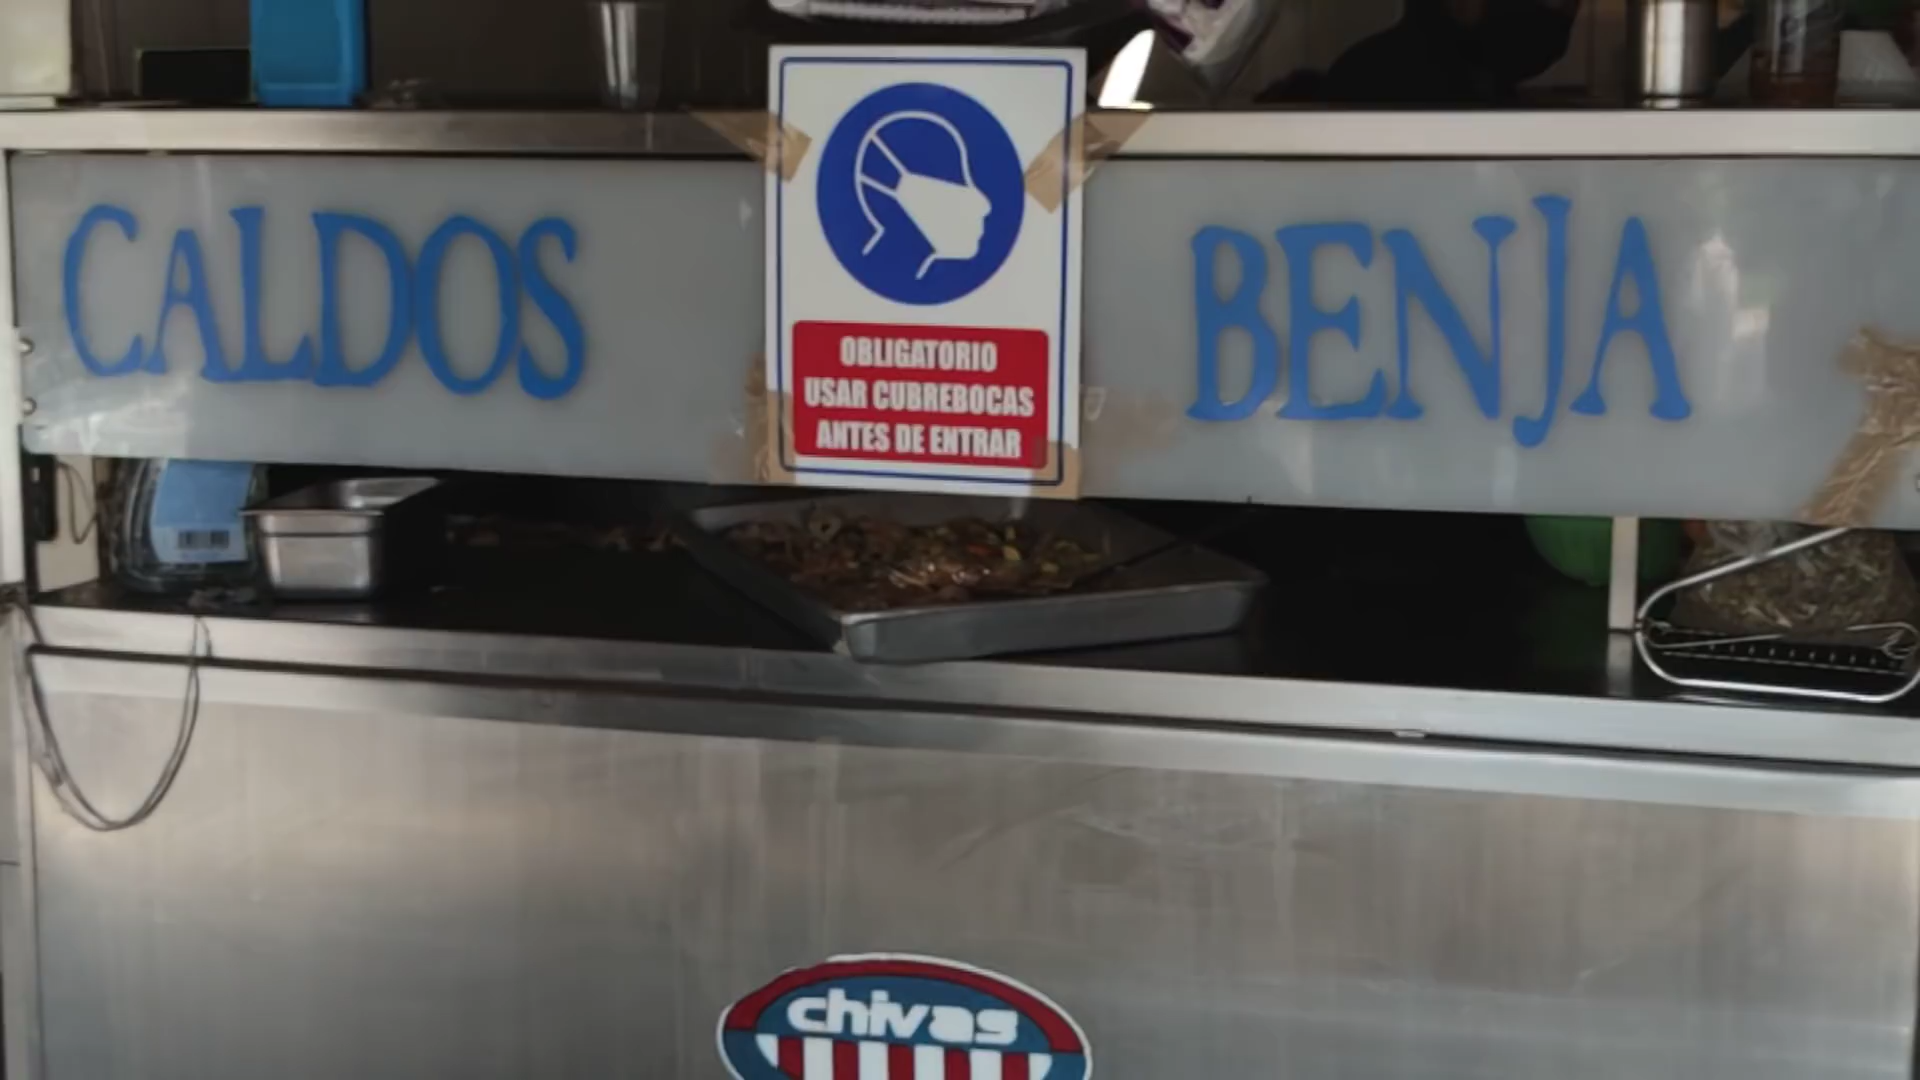 CALDOS
OBLIGATORIO
USAR CUBREBOCAS
ANTES DE ENTRAR
BENJA
chivas